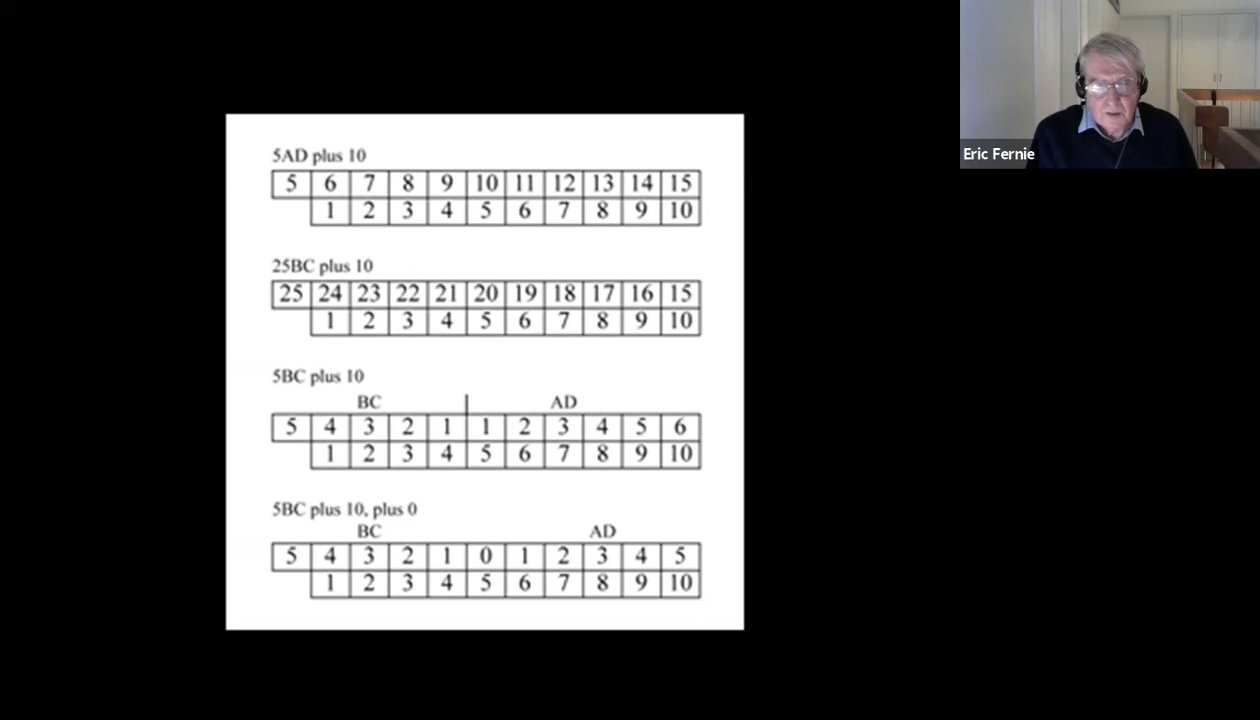 5AD plus 10
5 6 7 8 9 10 11 12 13 14 15
1 2 3 4 5 6 7 8 9 10
25BC plus 10
25 24 23 22 21 20 19 18 17 16 15
1 2 3 4 5 6 7 8 9 10
5BC plus 10
BC AD
5 4 3 2 1 1 2 3 4 5 6
1 2 3 4 5 6 7 8 9 10
5BC plus 10, plus 0
BC AD
5 4 3 2 1 0 1 2 3 4 5
1 2 3 4 5 6 7 8 9 10
Eric Fernie